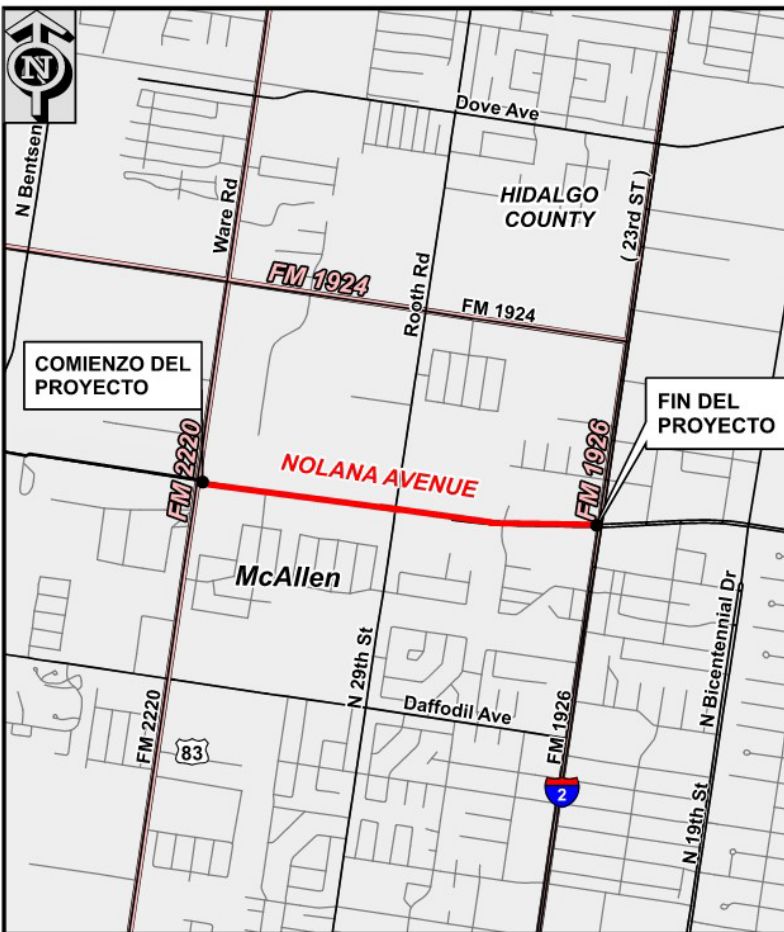 N
Dove Ave
N Bentsen
HIDALGO
COUNTY
( 23rd ST )
Ware Rd
FM 1924
Rooth Rd
FM 1924
COMIENZO DEL
PROYECTO
FIN DEL
PROYECTO
FM 2220
NOLANA AVENUE
FM 1926
McAllen
N 29th St
N Bicentennial Dr
Daffodil Ave
FM 2220
FM 1926
83
2
N 19th St